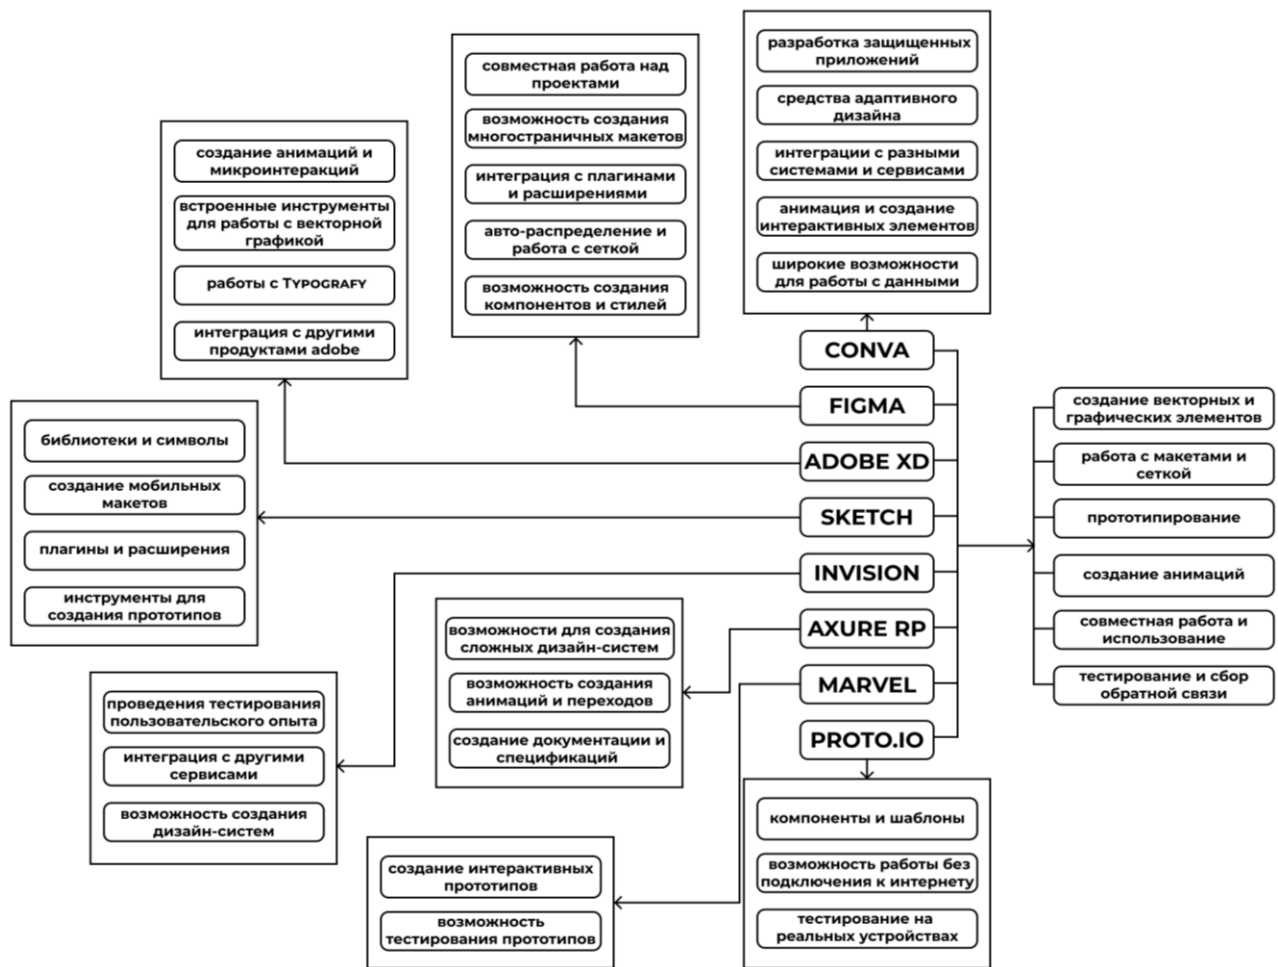 разработка защищенных
приложений
средства адаптивного
дизайна
интеграции с разными
системами и сервисами
анимация и создание
интерактивных элементов
широкие возможности
для работы с данными
совместная работа над
проектами
возможность создания
многостраничных макетов
интеграция с плагинами
и расширениями
авто-распределение и
работа с сеткой
возможность создания
компонентов и стилей
создание анимаций и
микроинтеракций
встроенные инструменты
для работы с векторной
графикой
работы с TYPOGRAFY
интеграция с другими
продуктами adobe
библиотеки и символы
создание мобильных
макетов
плагины и расширения
инструменты для
создания прототипов
CONVA
FIGMA
ADOBE XD
SKETCH
INVISION
AXURE RP
MARVEL
PROTO.IO
создание векторных и
графических элементов
работа с макетами и
сеткой
прототипирование
создание анимаций
совместная работа и
использование
тестирование и сбор
обратной связи
возможности для создания
сложных дизайн-систем
возможность создания
анимаций и переходов
создание документации и
спецификаций
проведения тестирования
пользовательского опыта
интеграция с другими
сервисами
возможность создания
дизайн-систем
создание интерактивных
прототипов
возможность
тестирования прототипов
компоненты и шаблоны
возможность работы без
подключения к интернету
тестирование на
реальных устройствах